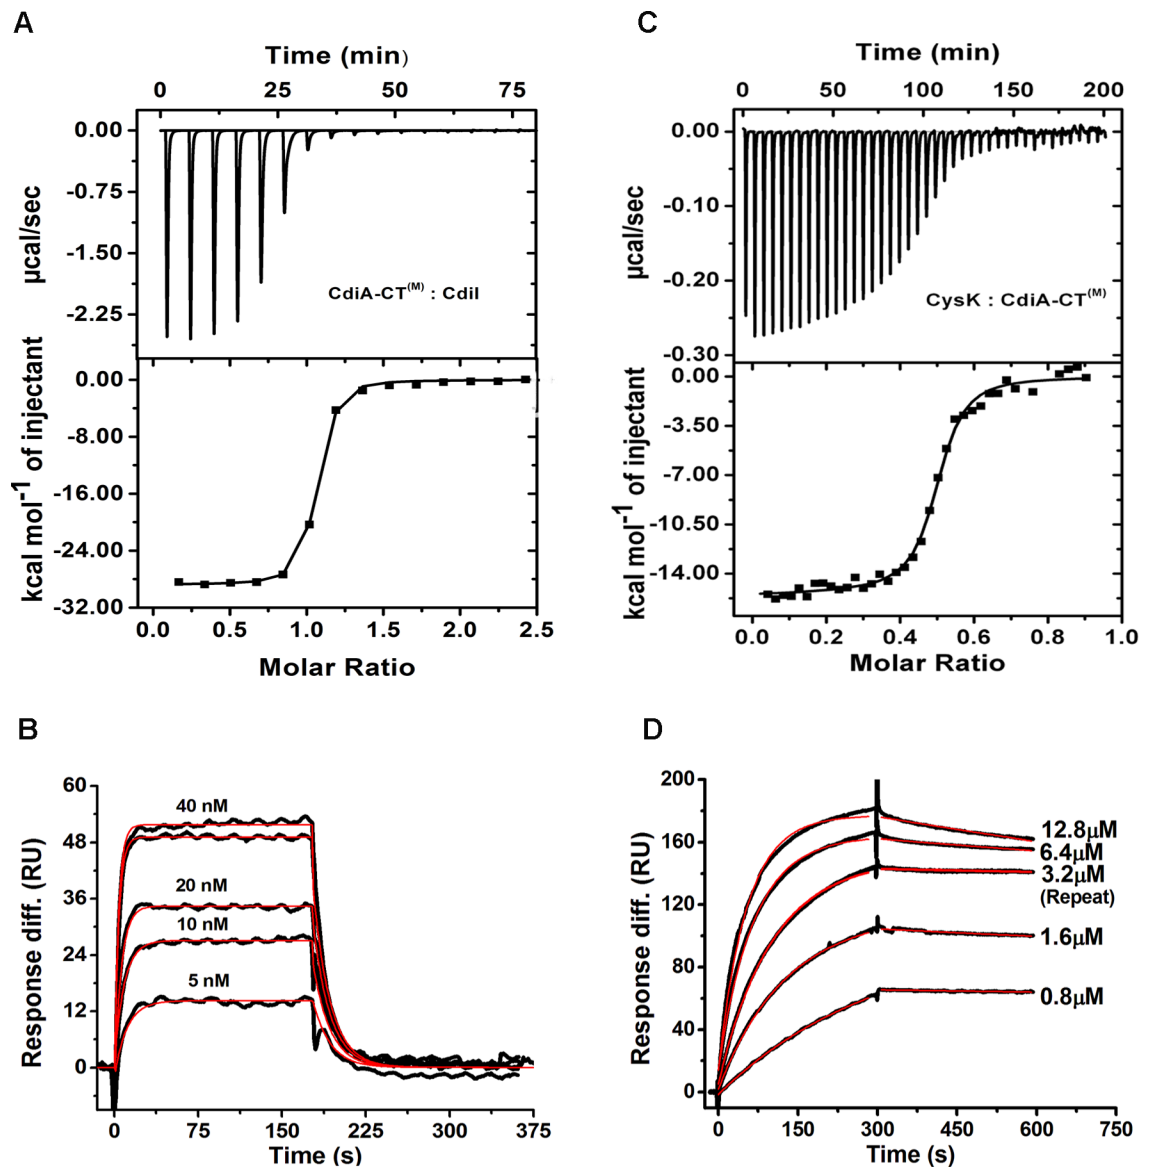 A
Time (min)
0 25 50 75
0.00
-0.75
-1.50
-2.25
µcal/sec
CdiA-CT(M) : CdiI
0.00
-8.00
-16.00
-24.00
-32.00
kcal mol-1 of injectant
0.0 0.5 1.0 1.5 2.0 2.5
Molar Ratio
C
Time (min)
0 50 100 150 200
0.00
-0.10
-0.20
-0.30
µcal/sec
CysK : CdiA-CT(M)
0.00
-3.50
-7.00
-10.50
-14.00
kcal mol-1 of injectant
0.0 0.2 0.4 0.6 0.8 1.0
Molar Ratio
B
60
48
36
24
12
0
Response diff. (RU)
40 nM
20 nM
10 nM
5 nM
0 75 150 225 300 375
Time (s)
D
200
160
120
80
40
0
Response diff. (RU)
12.8µM
6.4µM
3.2µM
(Repeat)
1.6µM
0.8µM
0 150 300 450 600 750
Time (s)